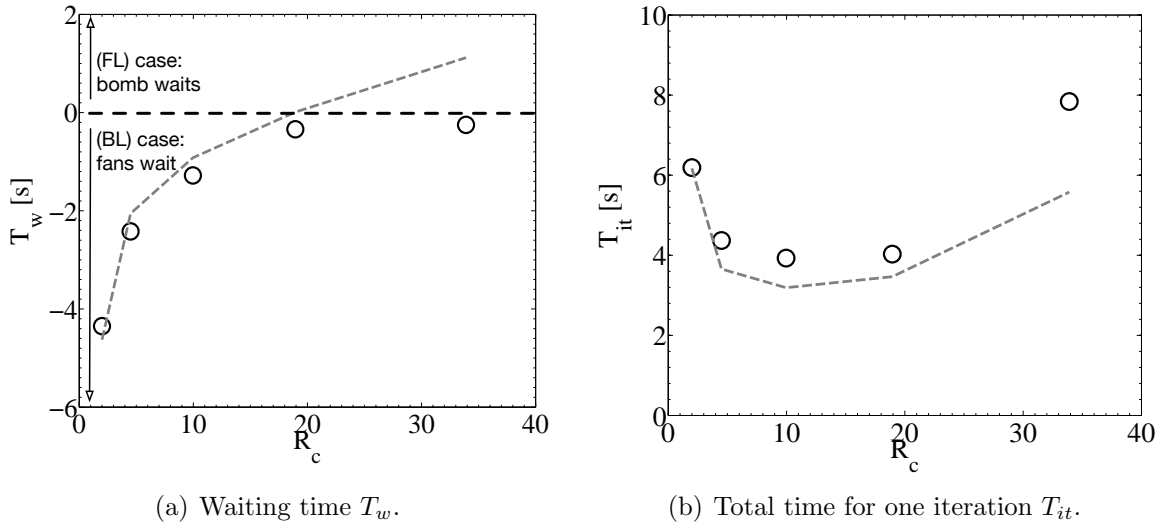 2
0
−2
−4
−6
T_w [s]
(FL) case:
bomb waits
(BL) case:
fans wait
0 10 20 30 40
R_c
10
8
6
4
2
0
T_it [s]
0 10 20 30 40
R_c
(a) Waiting time T_w.
(b) Total time for one iteration T_it.